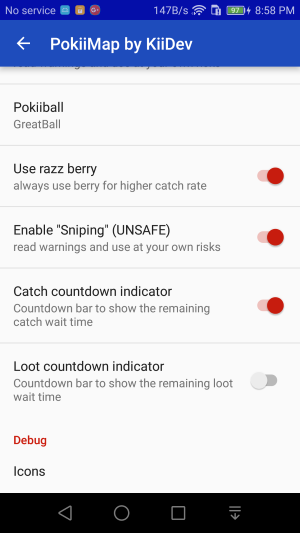 No service 147B/s 97 8:58 PM
PokiiMap by KiiDev
Pokiiball
GreatBall
Use razz berry
always use berry for higher catch rate
Enable "Sniping" (UNSAFE)
read warnings and use at your own risks
Catch countdown indicator
Countdown bar to show the remaining
catch wait time
Loot countdown indicator
Countdown bar to show the remaining loot
wait time
Debug
Icons